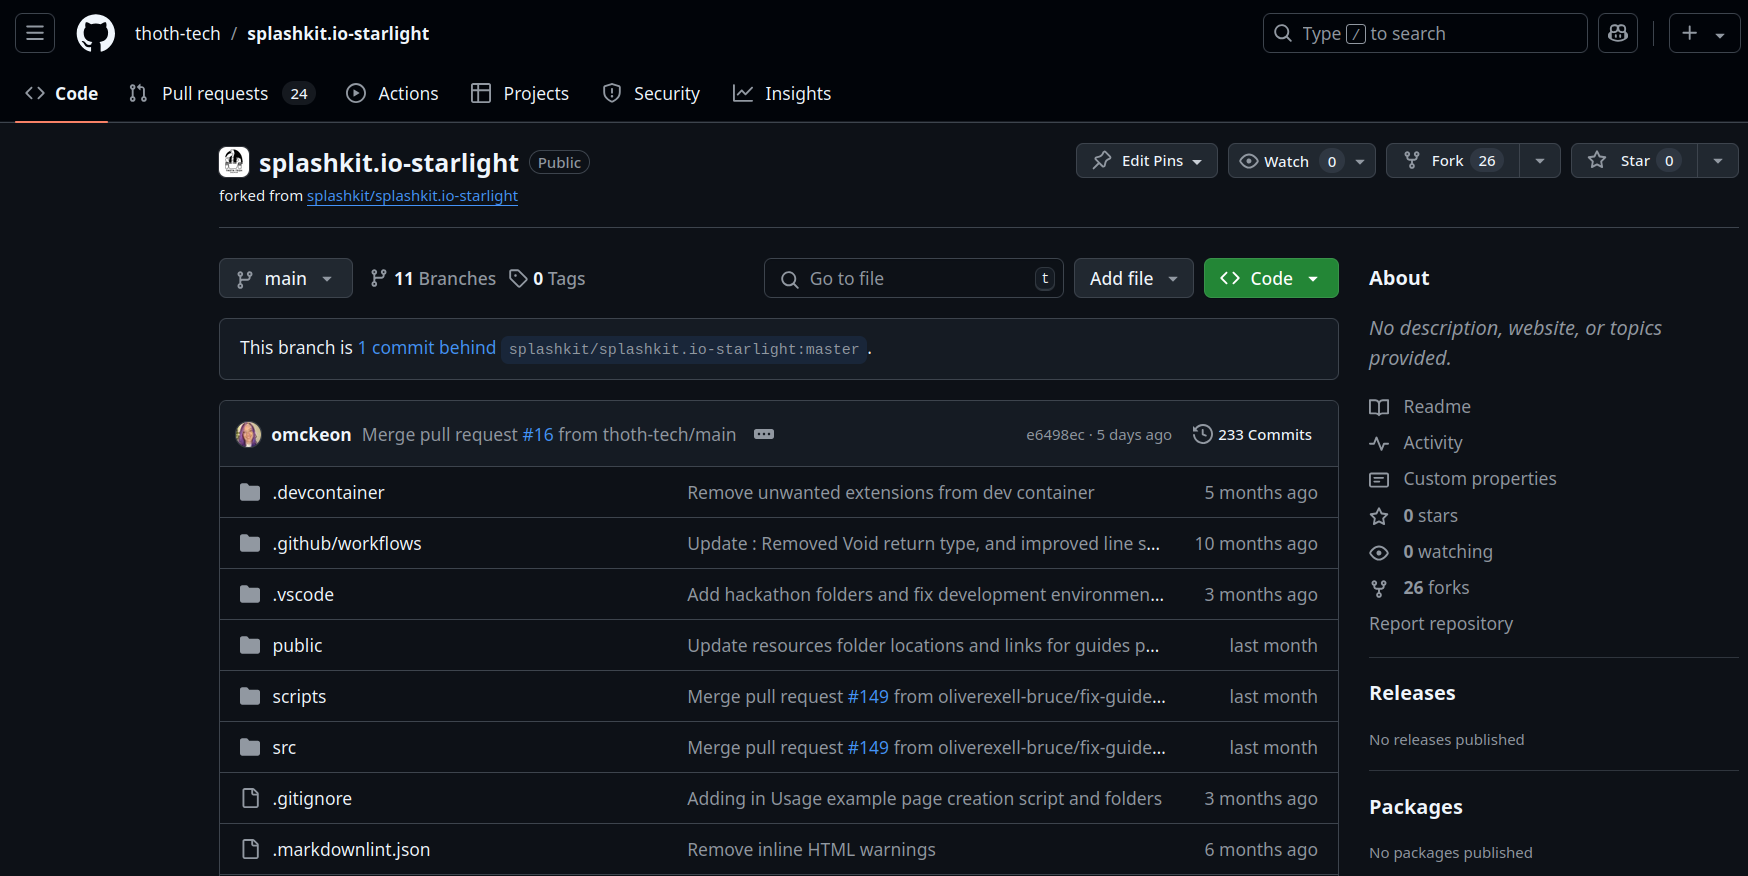 thoth-tech / splashkit.io-starlight
Type / to search
Code
Pull requests 24
Actions
Projects
Security
Insights
splashkit.io-starlight Public
forked from splashkit/splashkit.io-starlight
Edit Pins
Watch 0
Fork 26
Star 0
main
11 Branches
0 Tags
Go to file t
Add file
Code
This branch is 1 commit behind splashkit/splashkit.io-starlight:master.
omckeon Merge pull request #16 from thoth-tech/main
e6498ec · 5 days ago
233 Commits
.devcontainer Remove unwanted extensions from dev container 5 months ago
.github/workflows Update : Removed Void return type, and improved line s... 10 months ago
.vscode Add hackathon folders and fix development environmen... 3 months ago
public Update resources folder locations and links for guides p... last month
scripts Merge pull request #149 from oliverexell-bruce/fix-guide... last month
src Merge pull request #149 from oliverexell-bruce/fix-guide... last month
.gitignore Adding in Usage example page creation script and folders 3 months ago
.markdownlint.json Remove inline HTML warnings 6 months ago
About
No description, website, or topics
provided.
Readme
Activity
Custom properties
0 stars
0 watching
26 forks
Report repository
Releases
No releases published
Packages
No packages published